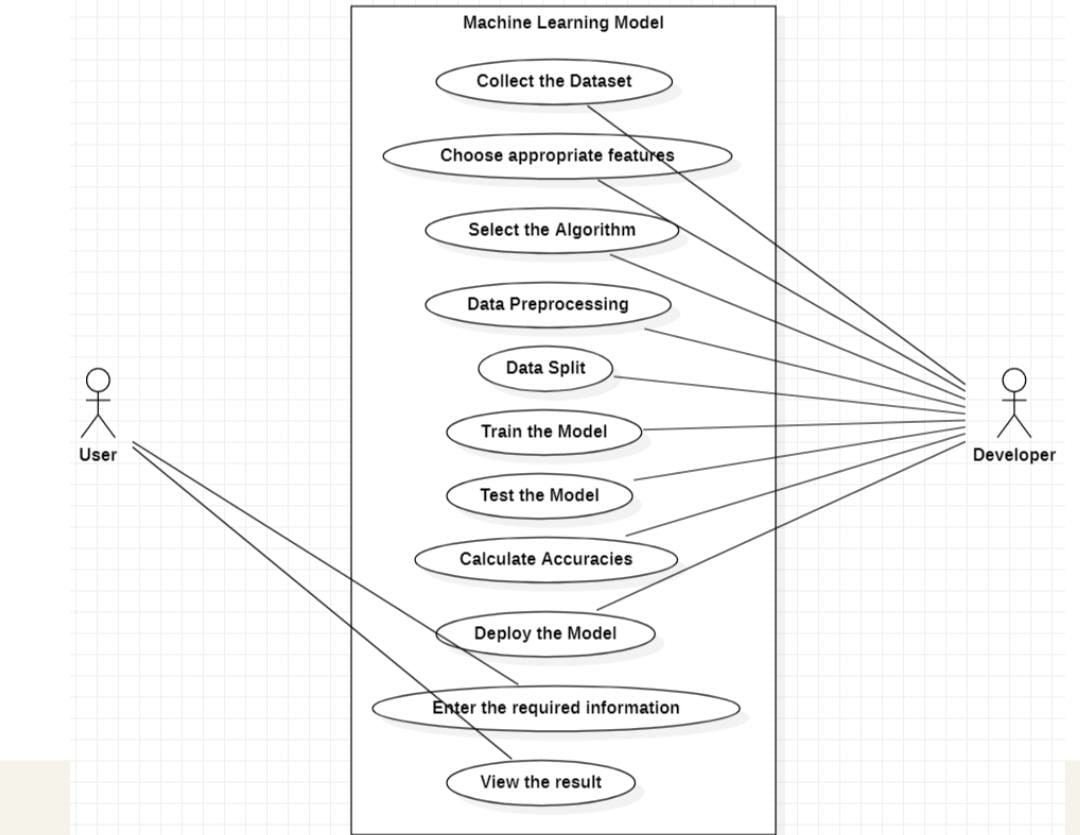 Machine Learning Model
Collect the Dataset
Choose appropriate features
Select the Algorithm
Data Preprocessing
Data Split
Train the Model
Test the Model
Calculate Accuracies
Deploy the Model
Enter the required information
View the result
User
Developer